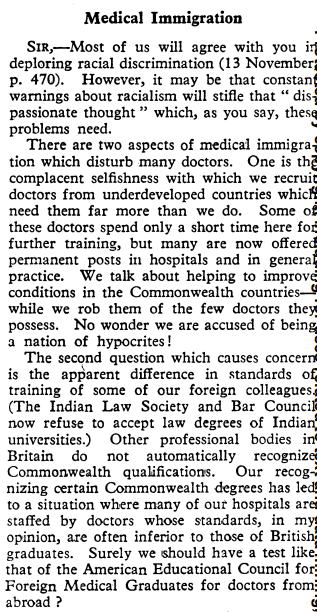 Medical Immigration
SIR,—Most of us will agree with you in
deploring racial discrimination (13 November,
p. 470). However, it may be that constant
warnings about racialism will stifle that " dis-
passionate thought " which, as you say, these
problems need.
There are two aspects of medical immigra-
tion which disturb many doctors. One is the
complacent selfishness with which we recruit
doctors from underdeveloped countries which
need them far more than we do. Some of
these doctors spend only a short time here for
further training, but many are now offered
permanent posts in hospitals and in general
practice. We talk about helping to improve
conditions in the Commonwealth countries—
while we rob them of the few doctors they
possess. No wonder we are accused of being
a nation of hypocrites!
The second question which causes concern
is the apparent difference in standards of
training of some of our foreign colleagues.
(The Indian Law Society and Bar Council
now refuse to accept law degrees of Indian
universities.) Other professional bodies in
Britain do not automatically recognize
Commonwealth qualifications. Our recog-
nizing certain Commonwealth degrees has led
to a situation where many of our hospitals are
staffed by doctors whose standards, in my
opinion, are often inferior to those of British
graduates. Surely we should have a test like
that of the American Educational Council for
Foreign Medical Graduates for doctors from
abroad ?